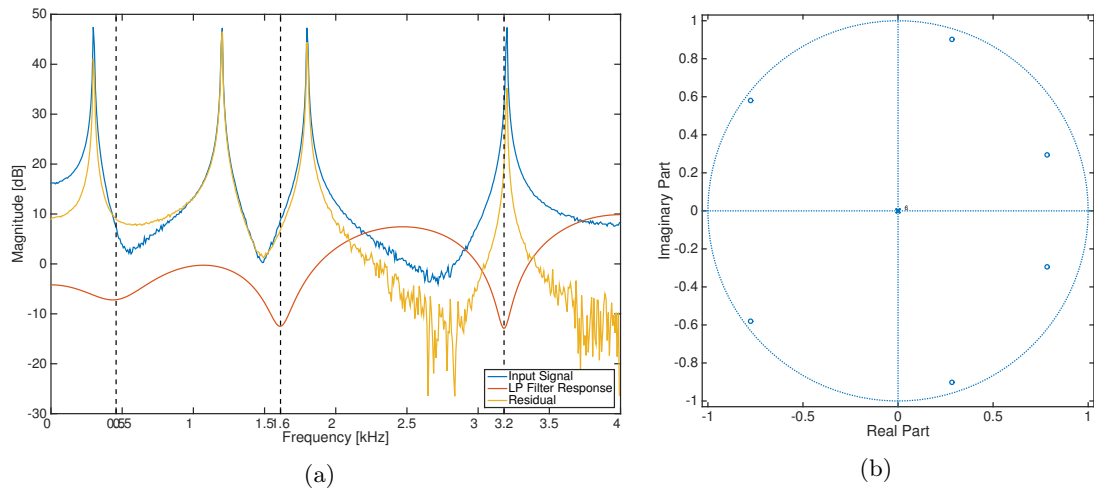 50
40
30
20
10
0
-10
-20
-30
Magnitude [dB]
Input Signal
LP Filter Response
Residual
0 0.5 1.5 1.6 2 2.5 3 3.2 3.5 4
Frequency [kHz]
(a)
1
0.8
0.6
0.4
0.2
0
-0.2
-0.4
-0.6
-0.8
-1
Imaginary Part
6
-1 -0.5 0 0.5 1
Real Part
(b)